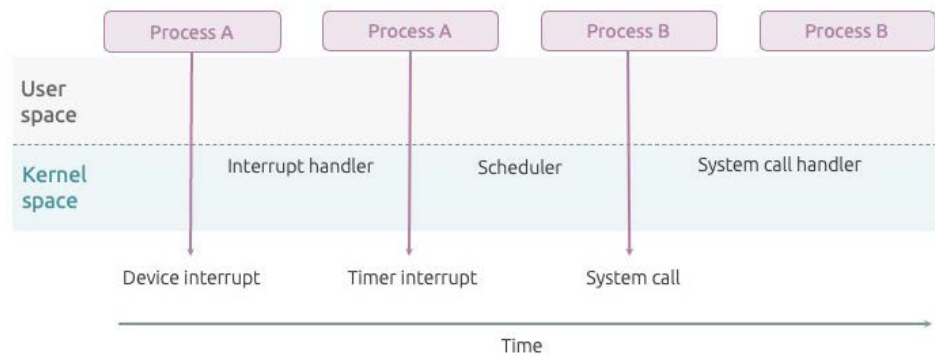 Process A
Process A
Process B
Process B
User
space
Interrupt handler
Scheduler
System call handler
Kernel
space
Device interrupt
Timer interrupt
System call
Time